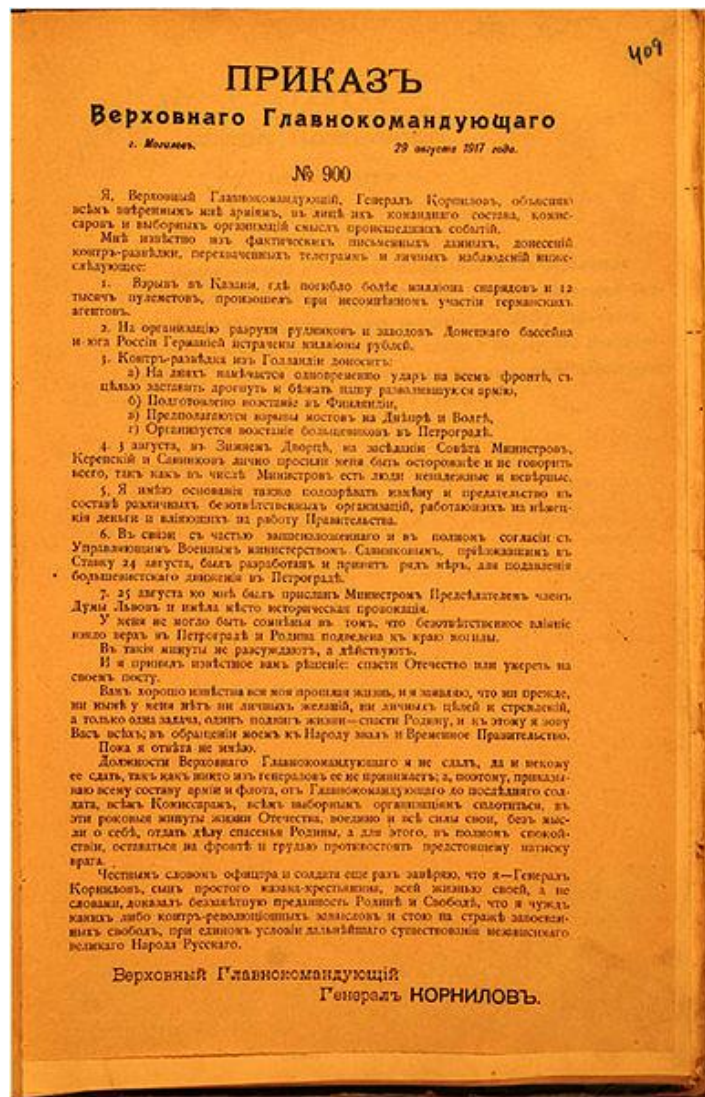 409
ПРИКАЗЪ
Верховнаго Главнокомандующаго
г. Могилевъ. 29 августа 1917 года.
№ 900
Я, Верховный Главнокомандующій, Генералъ Корниловъ, объясняю
всѣмъ ввѣреннымъ мнѣ арміямъ, въ лицѣ ихъ команднаго состава, комис-
саровъ и выборныхъ организацій смыслъ происшедшихъ событій.
Мнѣ извѣстно изъ фактическихъ письменныхъ данныхъ, донесеній
контръ-развѣдки, перехваченныхъ телеграммъ и личныхъ наблюденій ниже-
слѣдующее:
1. Взрывъ въ Казани, гдѣ погибло болѣе милліона снарядовъ и 12
тысячъ пулеметовъ, произошелъ при несомнѣнномъ участіи германскихъ
агентовъ.
2. На организацію разрухи рудниковъ и заводовъ Донецкаго бассейна
и юга Россіи Германіей истрачены милліоны рублей.
3. Контръ-развѣдка изъ Голландіи доноситъ:
а) На дняхъ намѣчается одновременно ударъ на всемъ фронтѣ, съ
цѣлью заставить дрогнуть и бѣжать нашу развалившуюся армію,
б) Подготовлено возстаніе въ Финляндіи,
в) Предполагаются взрывы мостовъ на Днѣпрѣ и Волгѣ,
г) Организуется возстаніе большевиковъ въ Петроградѣ.
4. 3 августа, въ Зимнемъ Дворцѣ, на засѣданіи Совѣта Министровъ,
Керенскій и Савинковъ лично просили меня быть осторожнѣе и не говорить
всего, такъ какъ въ числѣ Министровъ есть люди ненадежные и невѣрные.
5. Я имѣю основанія также подозрѣвать измѣну и предательство въ
составѣ различныхъ безотвѣтственныхъ организацій, работающихъ на нѣмец-
кія деньги и вліяющихъ на работу Правительства.
6. Въ связи съ частью вышеизложеннаго и въ полномъ согласіи съ
Управляющимъ Военнымъ министерствомъ Савинковымъ, пріѣзжавшимъ въ
Ставку 24 августа, былъ разработанъ и принятъ рядъ мѣръ, для подавленія
большевистскаго движенія въ Петроградѣ.
7. 25 августа ко мнѣ былъ присланъ Министромъ Предсѣдателемъ членъ
Думы Львовъ и имѣла мѣсто историческая провокація.
У меня не могло быть сомнѣнья въ томъ, что безотвѣтственное вліяніе
взяло верхъ въ Петроградѣ и Родина подведена къ краю могилы.
Въ такія минуты не разсуждаютъ, а дѣйствуютъ.
И я принялъ извѣстное вамъ рѣшеніе: спасти Отечество или умереть на
своемъ посту.
Вамъ хорошо извѣстна вся моя прошлая жизнь, и я заявляю, что ни прежде,
ни нынѣ у меня нѣтъ ни личныхъ желаній, ни личныхъ цѣлей и стремленій,
а только одна задача, одинъ подвигъ жизни—спасти Родину, и къ этому я зову
Васъ всѣхъ; въ обращеніи моемъ къ Народу звалъ и Временное Правительство.
Пока я отвѣта не имѣю.
Должности Верховнаго Главнокомандующаго я не сдалъ, да и некому
ее сдать, такъ какъ никто изъ генераловъ ее не принимаетъ; а, поэтому, приказы-
ваю всему составу арміи и флота, отъ Главнокомандующаго до послѣдняго сол-
дата, всѣмъ Комиссарамъ, всѣмъ выборнымъ организаціямъ сплотиться, въ
эти роковыя минуты жизни Отечества, воедино и всѣ силы свои, безъ мыс-
ли о себѣ, отдать дѣлу спасенья Родины, а для этого, въ полномъ спокой-
ствіи, оставаться на фронтѣ и грудью противостоять предстоящему натиску
врага.
Честнымъ словомъ офицера и солдата еще разъ завѣряю, что я—Генералъ
Корниловъ, сынъ простого казака-крестьянина, всей жизнью своей, а не
словами, доказалъ беззавѣтную преданность Родинѣ и Свободѣ, что я чуждъ
какихъ либо контръ-революціонныхъ замысловъ и стою на стражѣ завоеван-
ныхъ свободъ, при единомъ условіи дальнѣйшаго существованія независимаго
великаго Народа Русскаго.
Верховный Главнокомандующій
Генералъ КОРНИЛОВЪ.